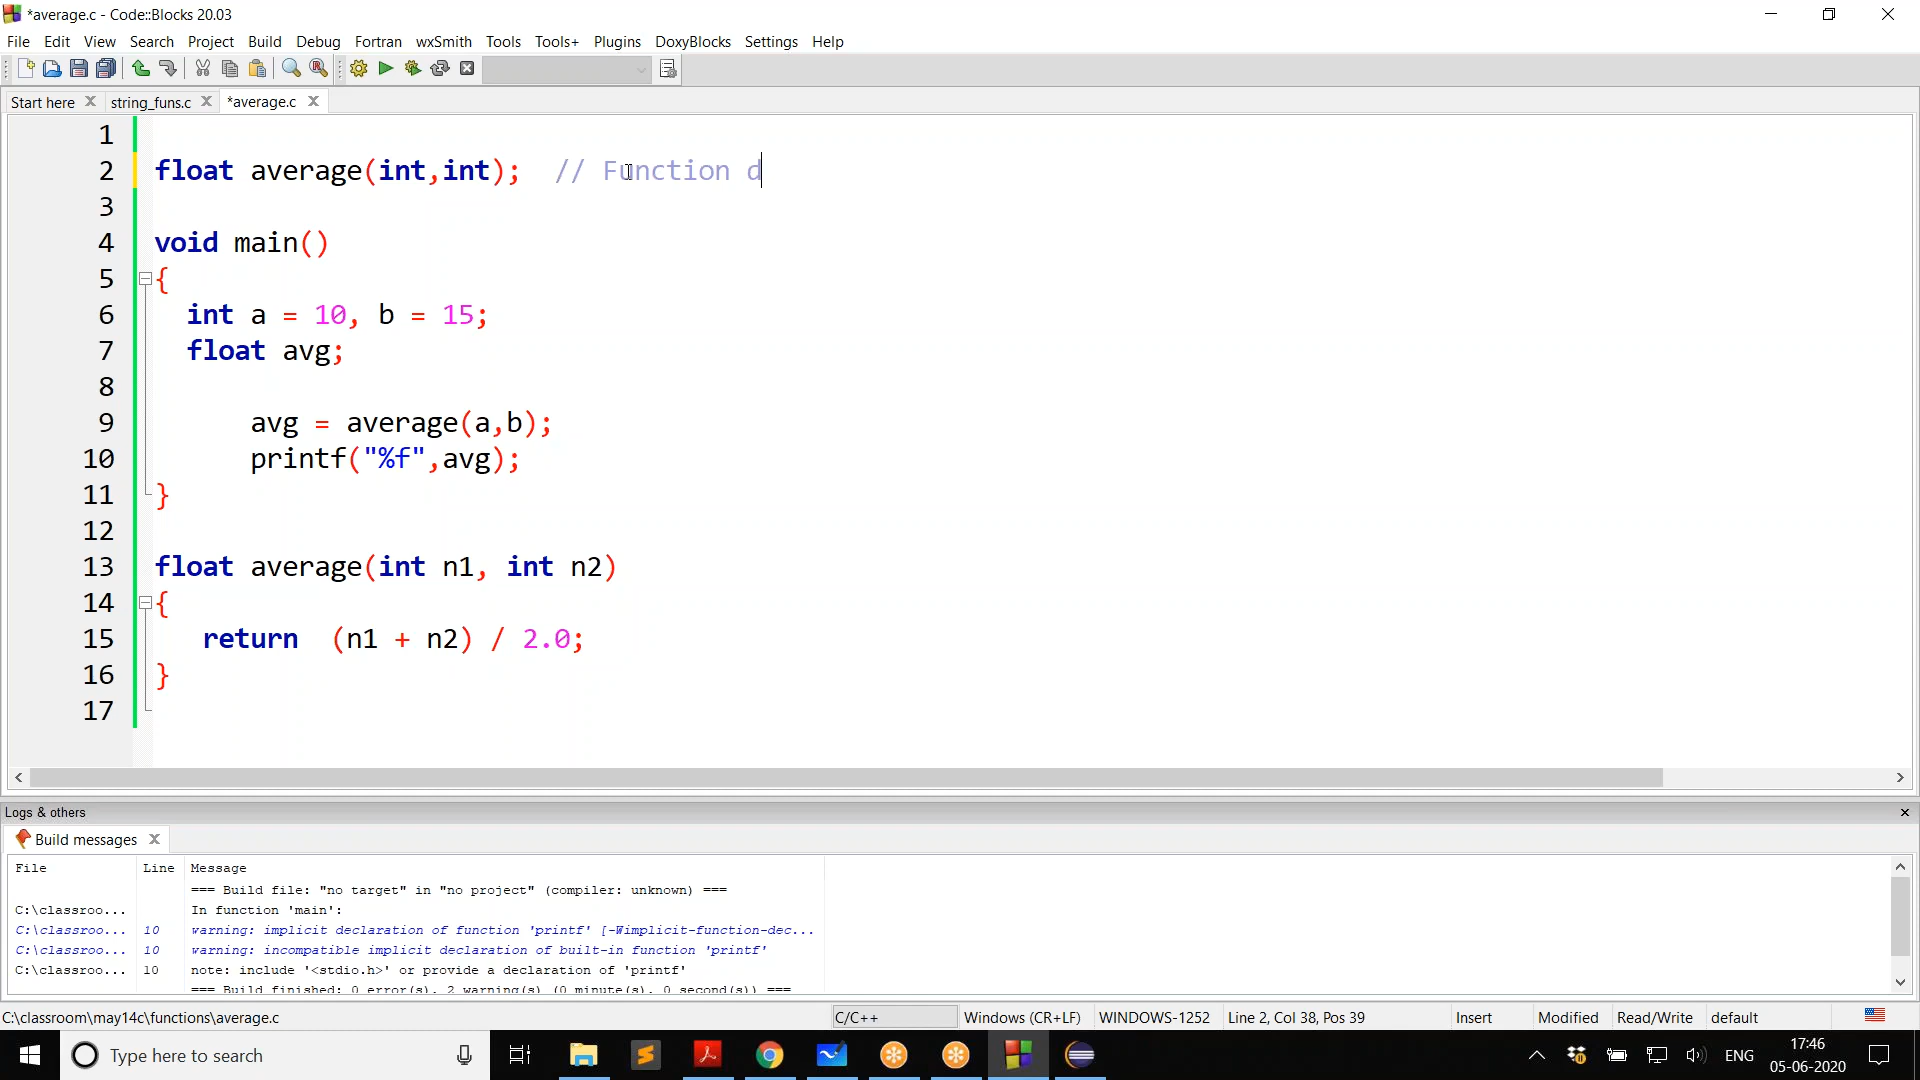 *average.c - Code::Blocks 20.03
File Edit View Search Project Build Debug Fortran wxSmith Tools Tools+ Plugins DoxyBlocks Settings Help
Start here string_funs.c *average.c
1
2 float average(int,int);  // Function d
3
4 void main()
5 {
6 int a = 10, b = 15;
7 float avg;
8
9 avg = average(a,b);
10 printf("%f",avg);
11 }
12
13 float average(int n1, int n2)
14 {
15 return  (n1 + n2) / 2.0;
16 }
17
Logs & others
Build messages
File Line Message
=== Build file: "no target" in "no project" (compiler: unknown) ===
C:\classroo... In function 'main':
C:\classroo... 10 warning: implicit declaration of function 'printf' [-Wimplicit-function-dec...
C:\classroo... 10 warning: incompatible implicit declaration of built-in function 'printf'
C:\classroo... 10 note: include '<stdio.h>' or provide a declaration of 'printf'
=== Build finished: 0 error(s), 2 warning(s) (0 minute(s), 0 second(s)) ===
C:\classroom\may14c\functions\average.c C/C++ Windows (CR+LF) WINDOWS-1252 Line 2, Col 38, Pos 39 Insert Modified Read/Write default
Type here to search ENG 17:46
05-06-2020